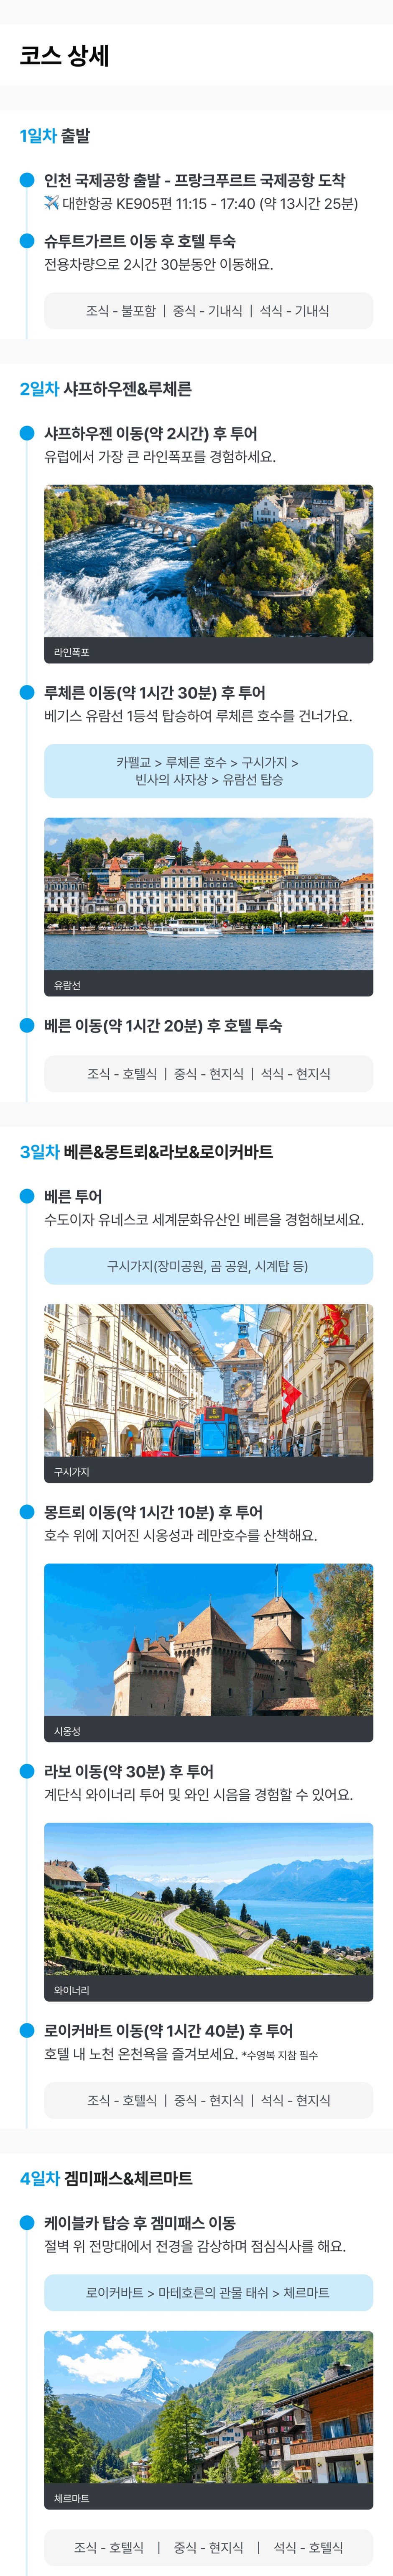 코스 상세
1일차 출발
인천 국제공항 출발 - 프랑크푸르트 국제공항 도착
대한항공 KE905편 11:15 - 17:40 (약 13시간 25분)
슈투트가르트 이동 후 호텔 투숙
전용차량으로 2시간 30분동안 이동해요.
조식 - 불포함 | 중식 - 기내식 | 석식 - 기내식
2일차 샤프하우젠&루체른
샤프하우젠 이동(약 2시간) 후 투어
유럽에서 가장 큰 라인폭포를 경험하세요.
라인폭포
루체른 이동(약 1시간 30분) 후 투어
베기스 유람선 1등석 탑승하여 루체른 호수를 건너가요.
카펠교 > 루체른 호수 > 구시가지 >
빈사의 사자상 > 유람선 탑승
유람선
베른 이동(약 1시간 20분) 후 호텔 투숙
조식 - 호텔식 | 중식 - 현지식 | 석식 - 현지식
3일차 베른&몽트뢰&라보&로이커바트
베른 투어
수도이자 유네스코 세계문화유산인 베른을 경험해보세요.
구시가지(장미공원, 곰 공원, 시계탑 등)
구시가지
몽트뢰 이동(약 1시간 10분) 후 투어
호수 위에 지어진 시옹성과 레만호수를 산책해요.
시옹성
라보 이동(약 30분) 후 투어
계단식 와이너리 투어 및 와인 시음을 경험할 수 있어요.
와이너리
로이커바트 이동(약 1시간 40분) 후 투어
호텔 내 노천 온천욕을 즐겨보세요. *수영복 지참 필수
조식 - 호텔식 | 중식 - 현지식 | 석식 - 현지식
4일차 겜미패스&체르마트
케이블카 탑승 후 겜미패스 이동
절벽 위 전망대에서 전경을 감상하며 점심식사를 해요.
로이커바트 > 마테호른의 관물 태쉬 > 체르마트
체르마트
조식 - 호텔식 | 중식 - 현지식 | 석식 - 호텔식